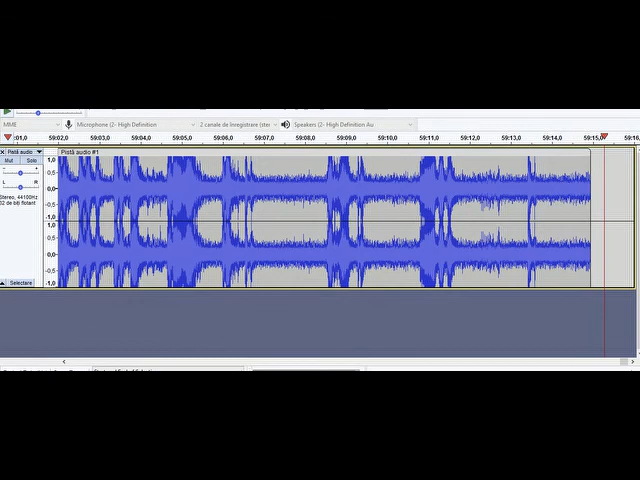 MME Microphone (2- High Definition 2 canale de înregistrare (ster Speakers (2- High Definition Au
:01,0 59:02,0 59:03,0 59:04,0 59:05,0 59:06,0 59:07,0 59:08,0 59:09,0 59:10,0 59:11,0 59:12,0 59:13,0 59:14,0 59:15,0 59:16,
× Pistă audio Pistă audio #1
Mut Solo
- +
L R
Stereo, 44100Hz
32 de biți flotant
Selectare
1,0
0,5
0,0
-0,5
-1,0
1,0
0,5
0,0
-0,5
-1,0